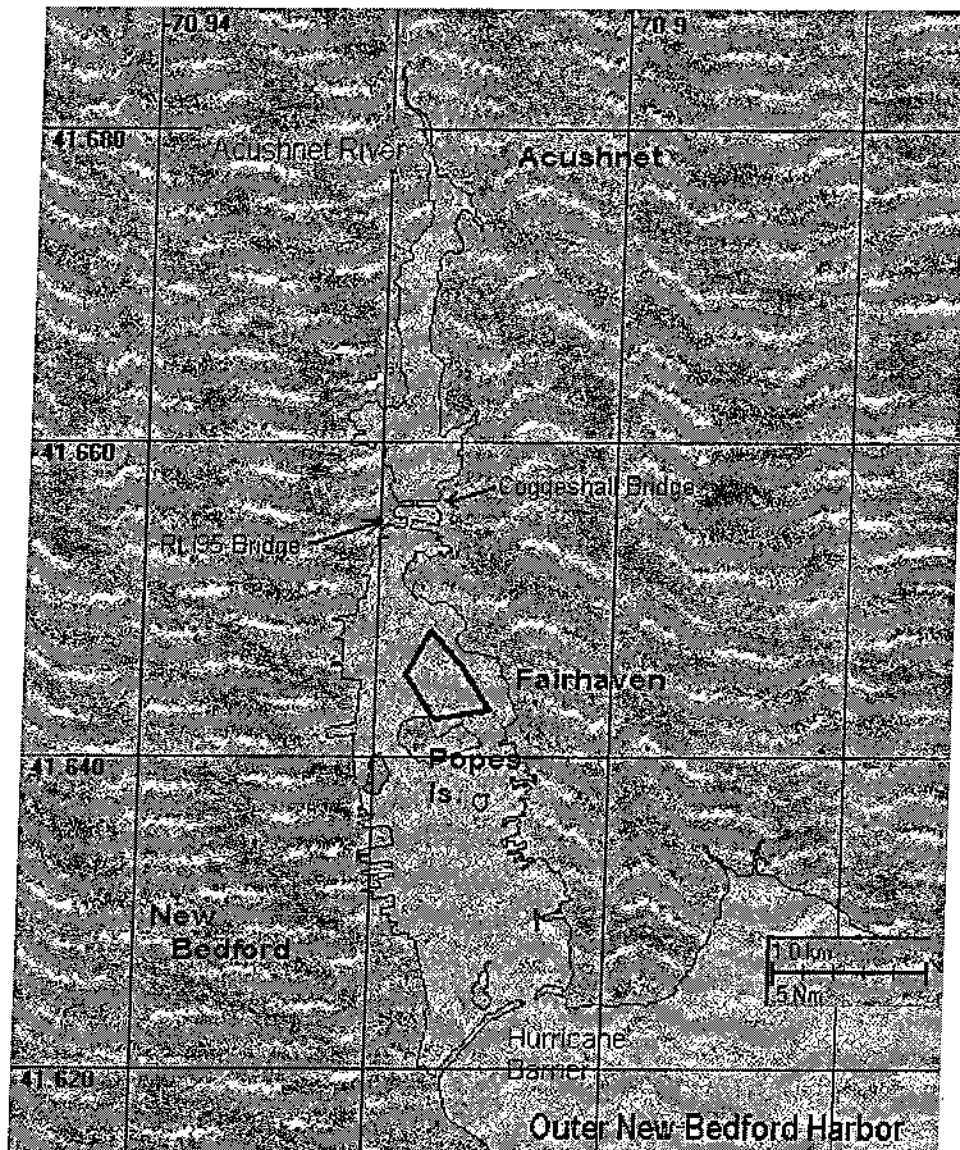 -70.94
-70.9
41.680
Acushnet River
Acushnet
41.660
Coggeshall Bridge
Rt.195 Bridge
Fairhaven
41.640
Popes
Is.
New
Bedford
1.0 km
.5 Nm
Hurricane
Barrier
41.620
Outer New Bedford Harbor